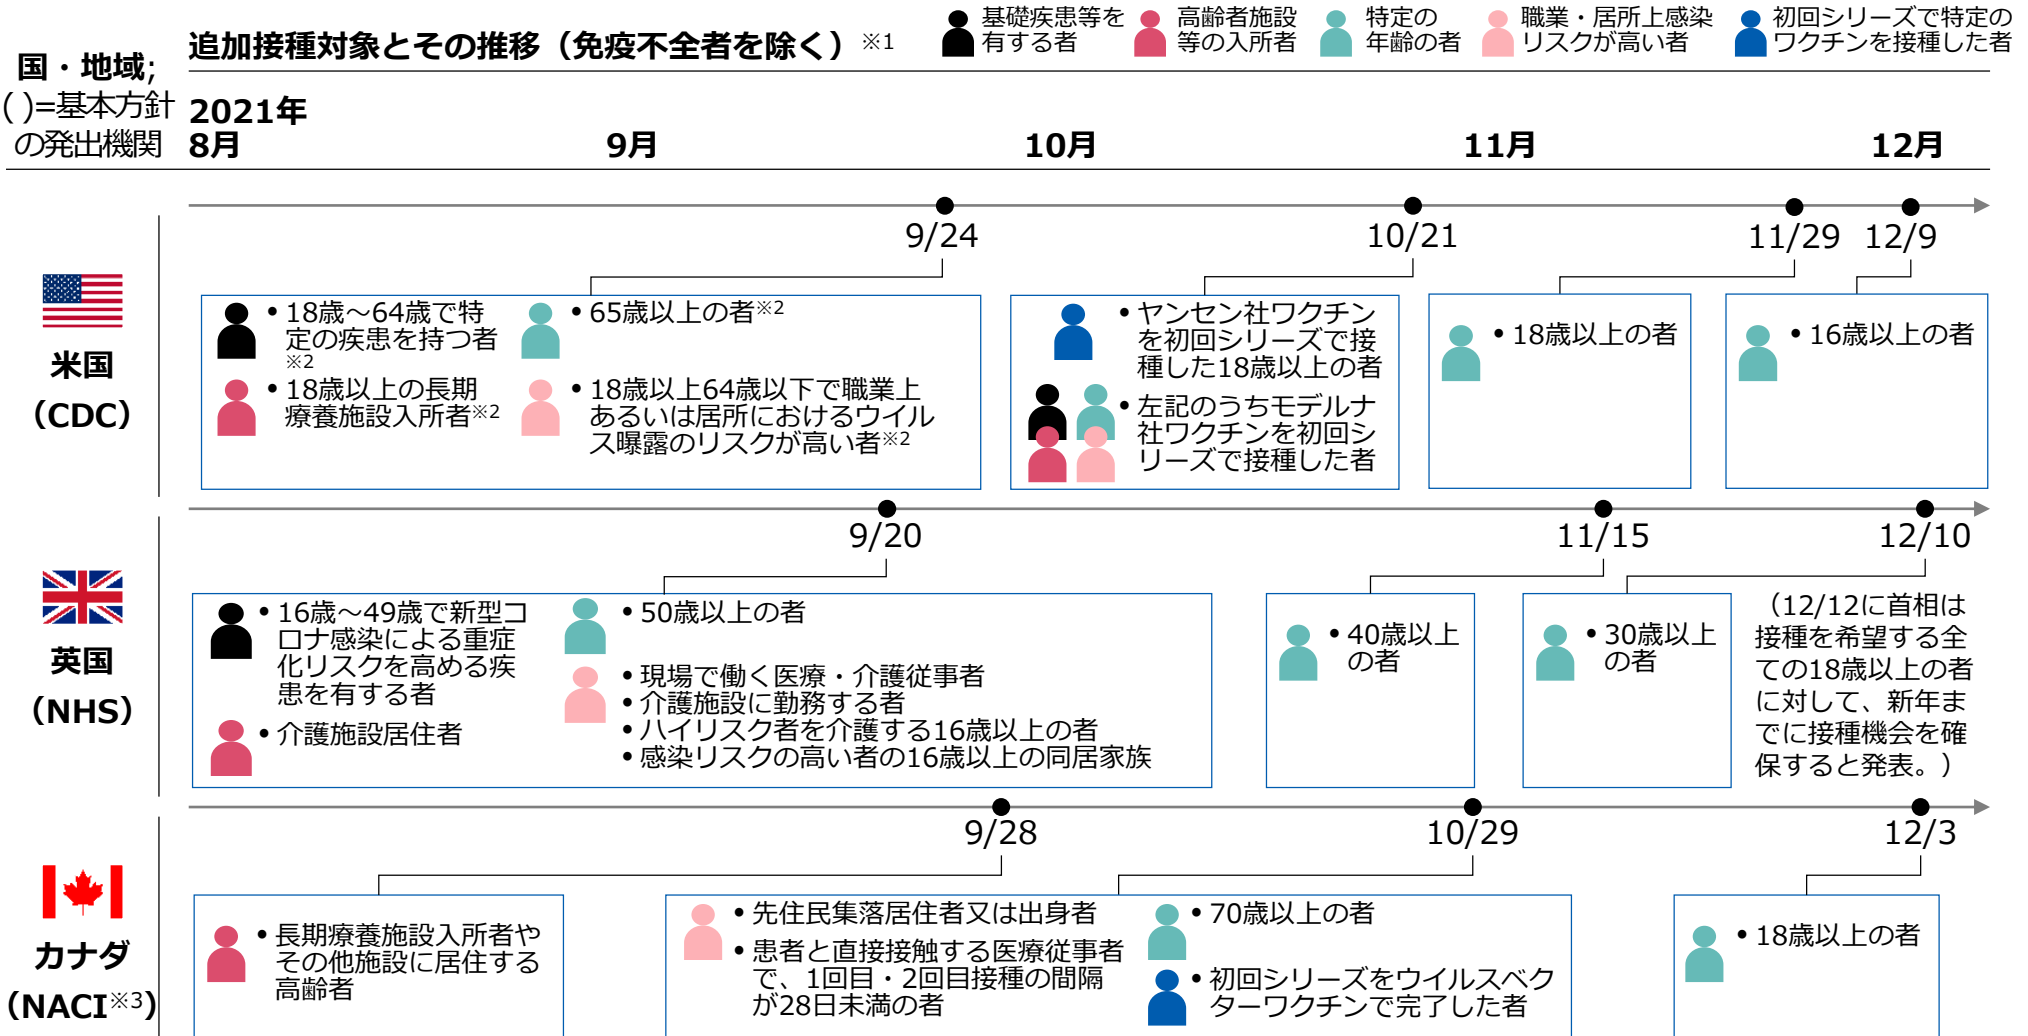 国・地域;
( )=基本方針
の発出機関
追加接種対象とその推移（免疫不全者を除く）※1
基礎疾患等を
有する者
高齢者施設
等の入所者
特定の
年齢の者
職業・居所上感染
リスクが高い者
初回シリーズで特定の
ワクチンを接種した者
2021年
8月
9月
10月
11月
12月
米国
（CDC）
9/24
10/21
11/29
12/9
• 18歳～64歳で特
定の疾患を持つ者
※2
• 18歳以上の長期
療養施設入所者※2
• 65歳以上の者※2
• 18歳以上64歳以下で職業上
あるいは居所におけるウイル
ス曝露のリスクが高い者※2
• ヤンセン社ワクチン
を初回シリーズで接
種した18歳以上の者
• 左記のうちモデルナ
社ワクチンを初回シ
リーズで接種した者
• 18歳以上の者
• 16歳以上の者
英国
（NHS）
9/20
11/15
12/10
• 16歳～49歳で新型コ
ロナ感染による重症
化リスクを高める疾
患を有する者
• 介護施設居住者
• 50歳以上の者
• 現場で働く医療・介護従事者
• 介護施設に勤務する者
• ハイリスク者を介護する16歳以上の者
• 感染リスクの高い者の16歳以上の同居家族
• 40歳以上
の者
• 30歳以上
の者
（12/12に首相は
接種を希望する全
ての18歳以上の者
に対して、新年ま
でに接種機会を確
保すると発表。）
カナダ
（NACI※3）
9/28
10/29
12/3
• 長期療養施設入所者や
その他施設に居住する
高齢者
• 先住民集落居住者又は出身者
• 患者と直接接触する医療従事者
で、1回目・2回目接種の間隔
が28日未満の者
• 70歳以上の者
• 初回シリーズをウイルスベク
ターワクチンで完了した者
• 18歳以上の者